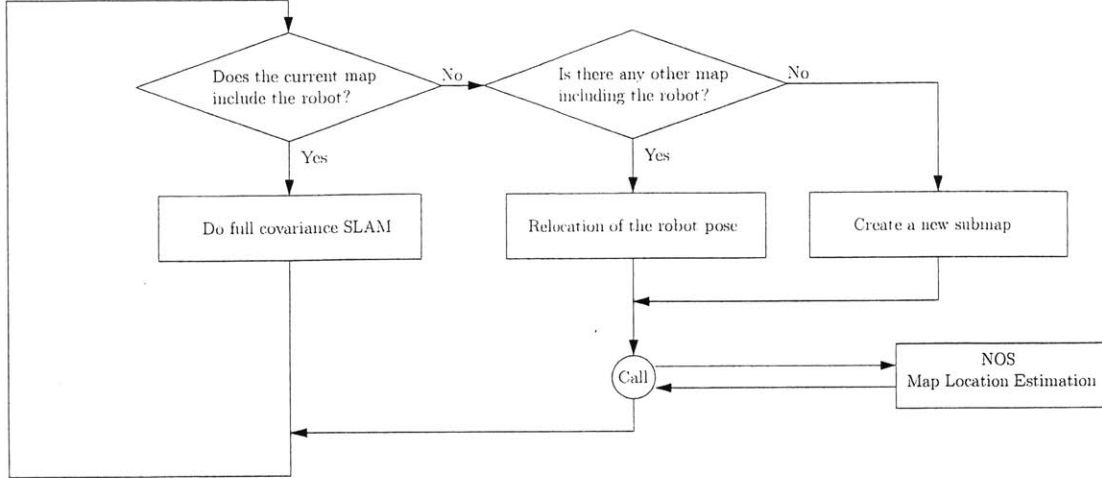 Does the current map
include the robot?
No
Is there any other map
including the robot?
No
Yes
Yes
Do full covariance SLAM
Relocation of the robot pose
Create a new submap
Call
NOS
Map Location Estimation